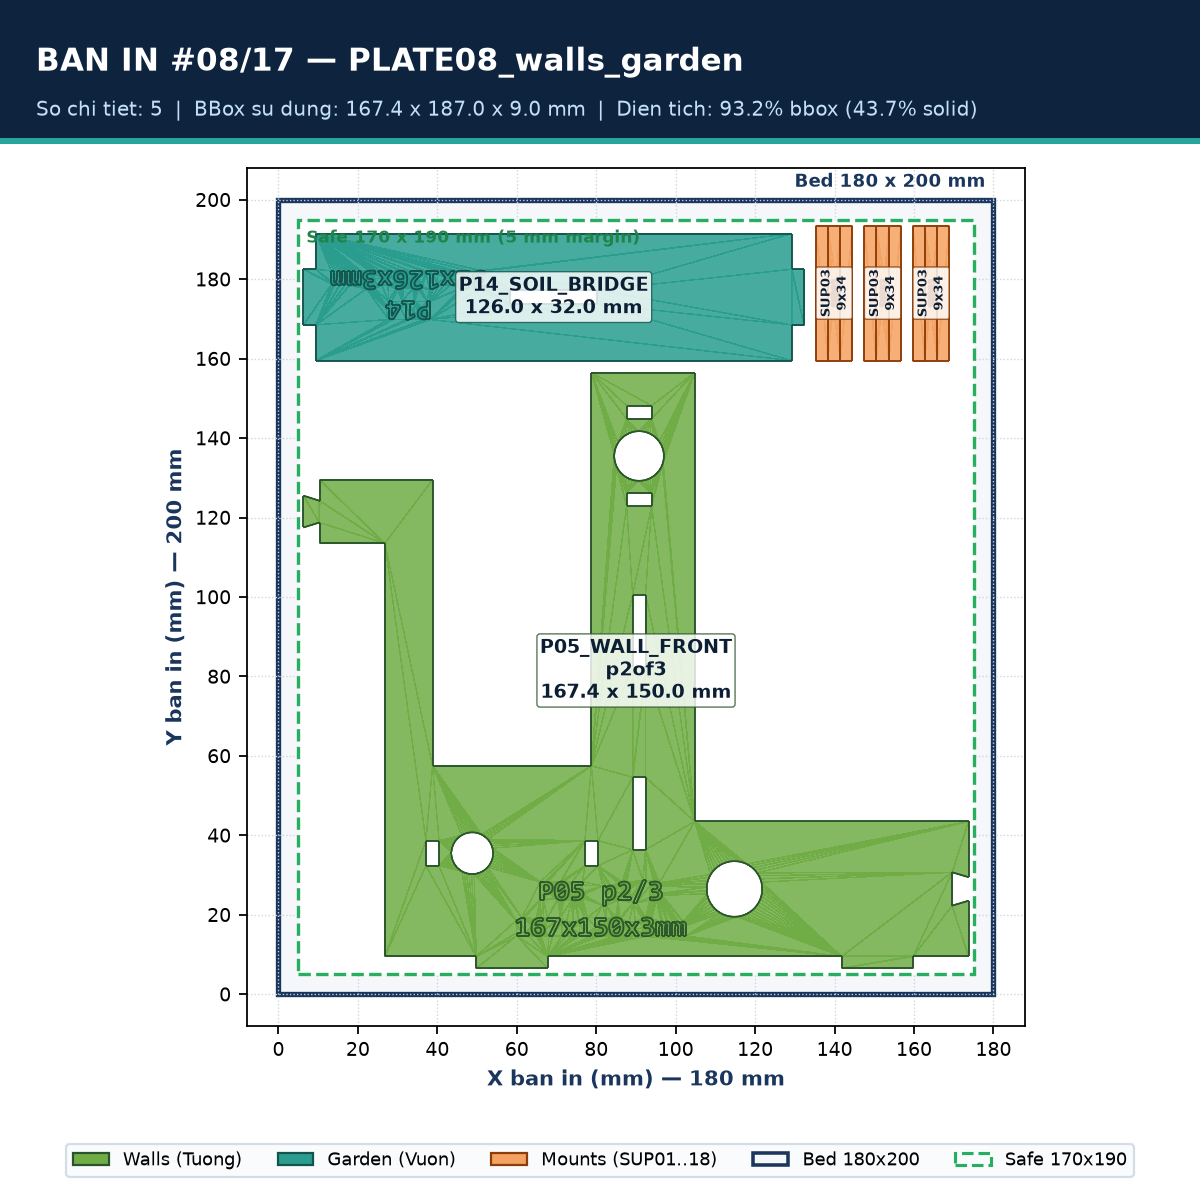 BAN IN #08/17 — PLATE08_walls_garden
So chi tiet: 5 | BBox su dung: 167.4 x 187.0 x 9.0 mm | Dien tich: 93.2% bbox (43.7% solid)
Bed 180 x 200 mm
Safe 170 x 190 mm (5 mm margin)
P14_SOIL_BRIDGE
126.0 x 32.0 mm
x126x3mm
P14
SUP03
9x34
SUP03
9x34
SUP03
9x34
P05_WALL_FRONT
p2of3
167.4 x 150.0 mm
P05 p2/3
167x150x3mm
200
180
160
140
120
100
80
60
40
20
0
Y ban in (mm) — 200 mm
0 20 40 60 80 100 120 140 160 180
X ban in (mm) — 180 mm
Walls (Tuong) Garden (Vuon) Mounts (SUP01..18) Bed 180x200 Safe 170x190